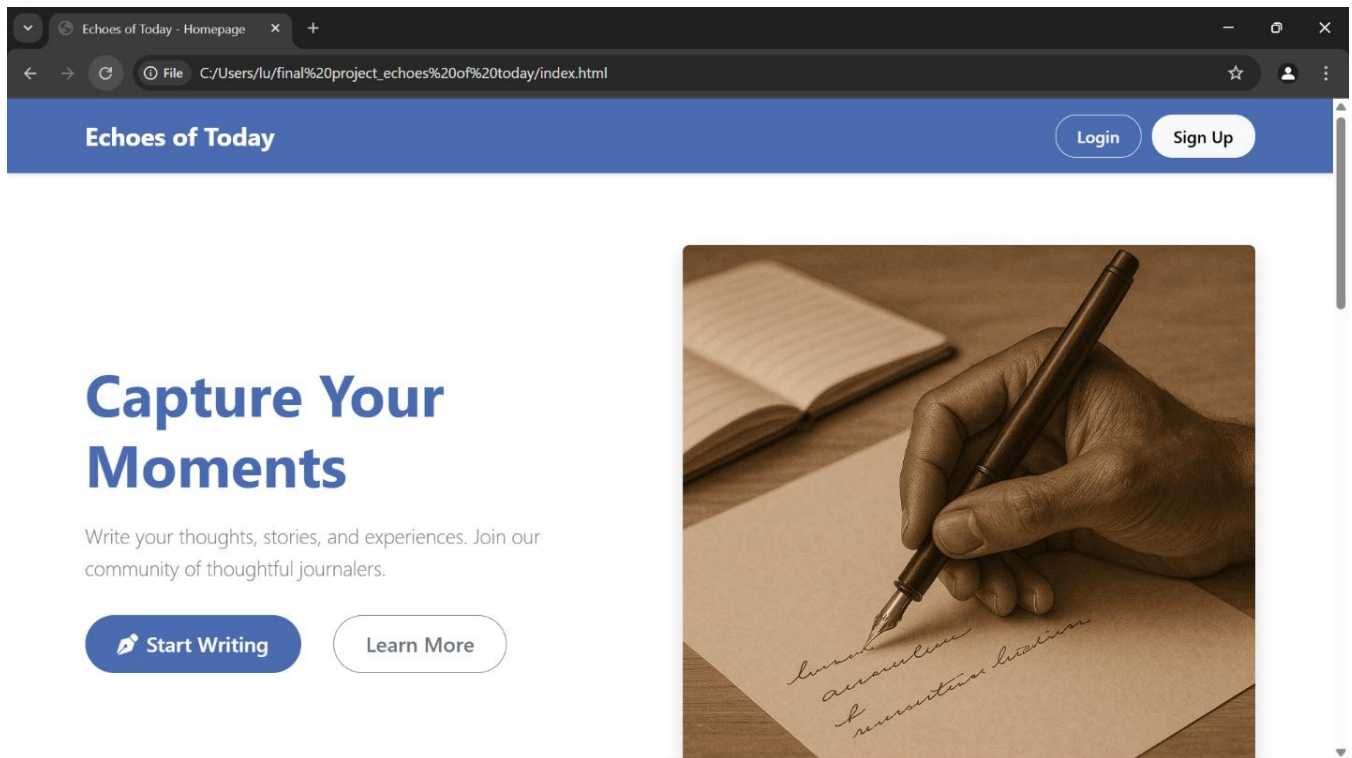 Echoes of Today - Homepage
File C:/Users/lu/final%20project_echoes%20of%20today/index.html
Echoes of Today
Login
Sign Up
Capture Your
Moments
Write your thoughts, stories, and experiences. Join our
community of thoughtful journalers.
Start Writing
Learn More